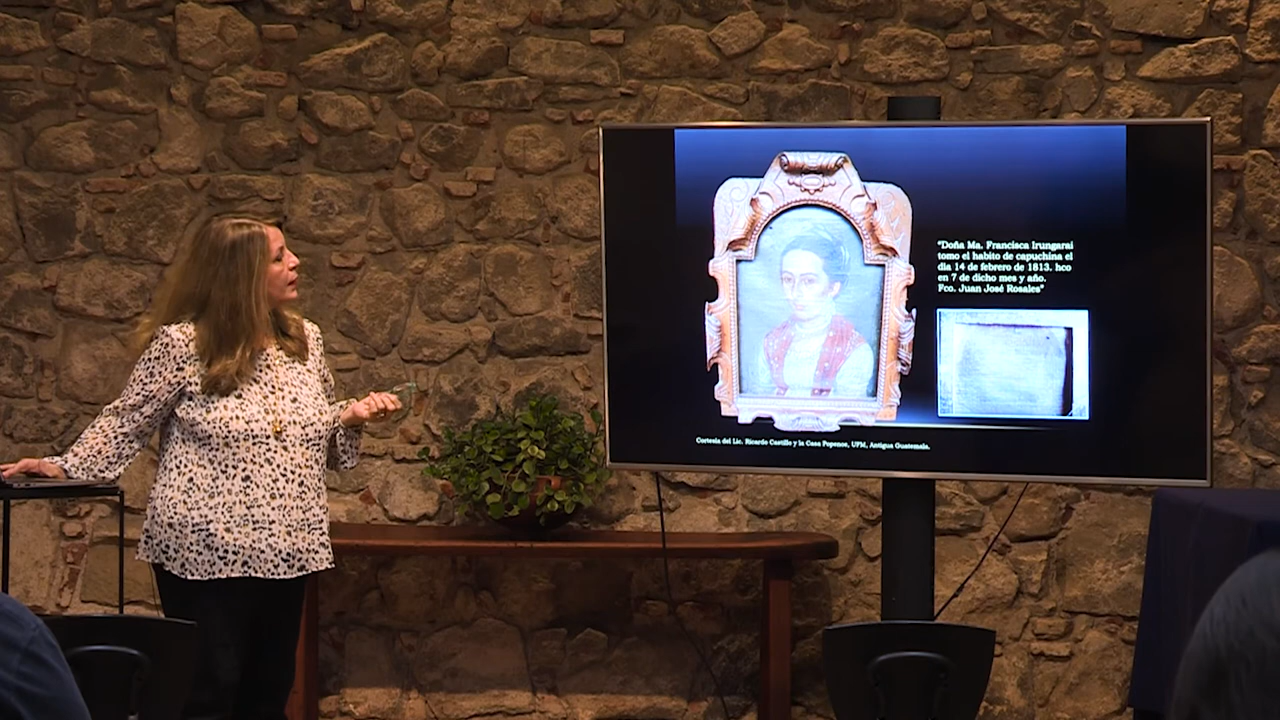 "Doña Ma. Francisca Irungarai
tomo el habito de capuchina el
dia 14 de febrero de 1813. hco
en 7 de dicho mes y año.
Fco. Juan José Rosales"
Cortesía del Lic. Ricardo Castillo y la Casa Popenoe, UFM, Antigua Guatemala.